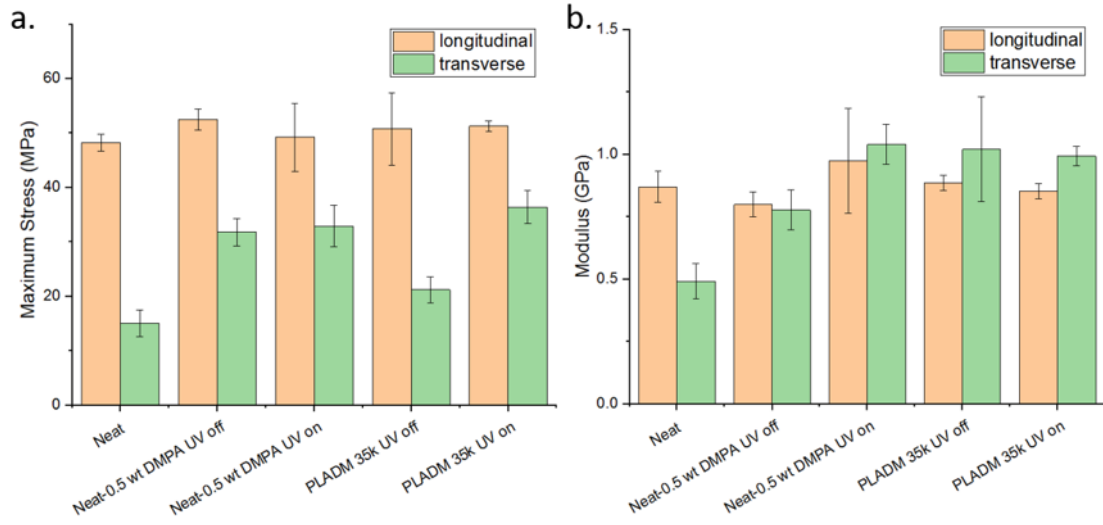 a.
longitudinal
transverse
Maximum Stress (MPa)
60
40
20
0
Neat
Neat-0.5 wt DMPA UV off
Neat-0.5 wt DMPA UV on
PLADM 35k UV off
PLADM 35k UV on
b.
longitudinal
transverse
Modulus (GPa)
1.5
1.0
0.5
0.0
Neat
Neat-0.5 wt DMPA UV off
Neat-0.5 wt DMPA UV on
PLADM 35k UV off
PLADM 35k UV on